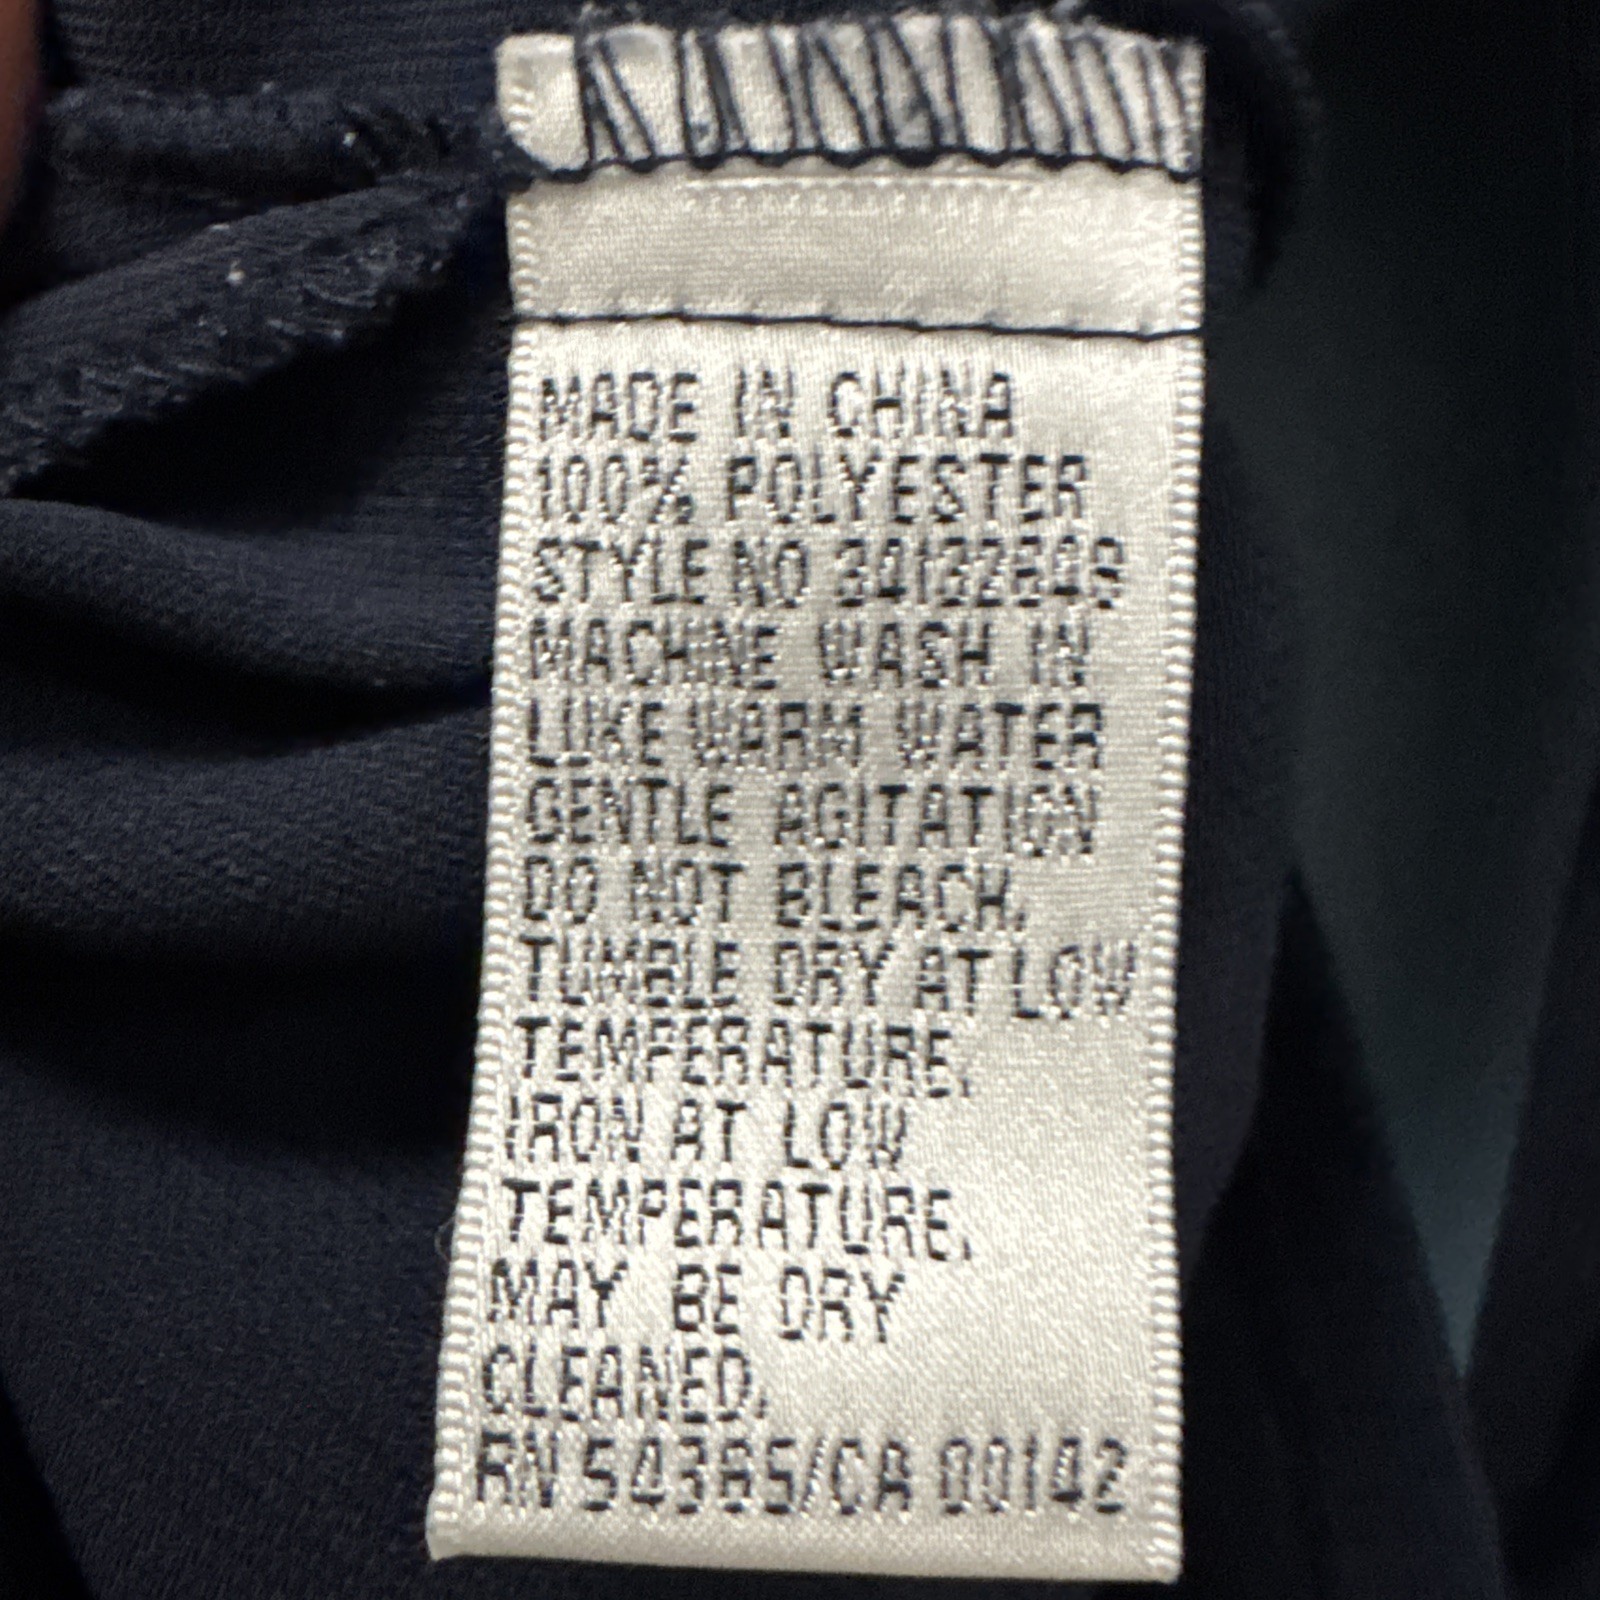 MADE IN CHINA
100% POLYESTER
STYLE NO 34132649
MACHINE WASH IN
LUKE WARM WATER
GENTLE AGITATION
DO NOT BLEACH,
TUMBLE DRY AT LOW
TEMPERATURE,
IRON AT LOW
TEMPERATURE,
MAY BE DRY
CLEANED,
RN 54365/CA 00142